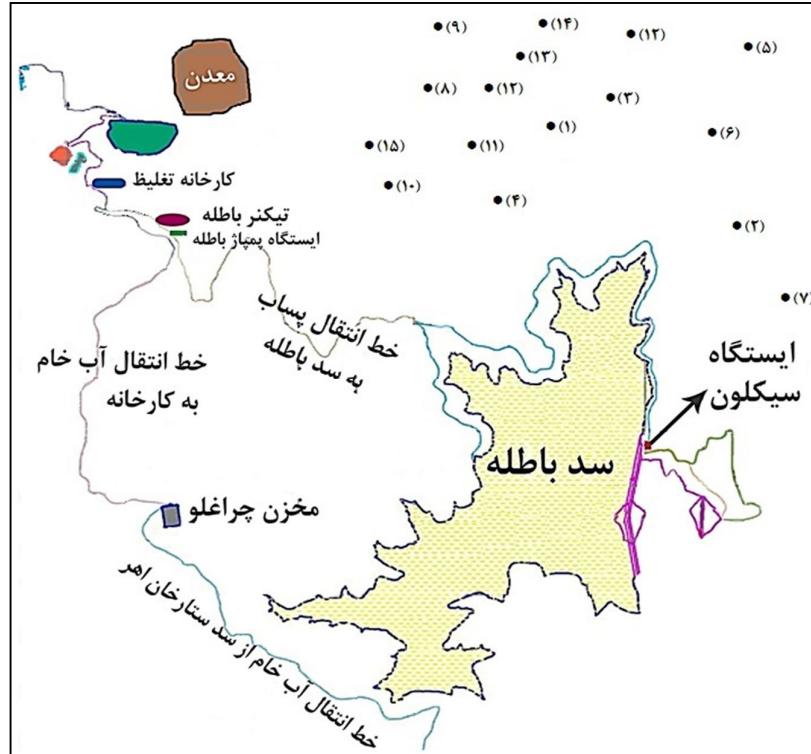 (۹)
(۱۴)
(۱۲)
(۵)
(۱۳)
معدن
(۸)
(۱۲)
(۳)
(۱)
(۶)
(۱۵)
(۱۱)
کارخانه تغلیظ
(۱۰)
(۴)
تیکنر باطله
ایستگاه پمپاژ باطله
(۲)
(۷)
خط انتقال پساب
به سد باطله
خط انتقال آب خام
به کارخانه
ایستگاه
سیکلون
سد باطله
مخزن چراغلو
خط انتقال آب خام از سد ستارخان اهر